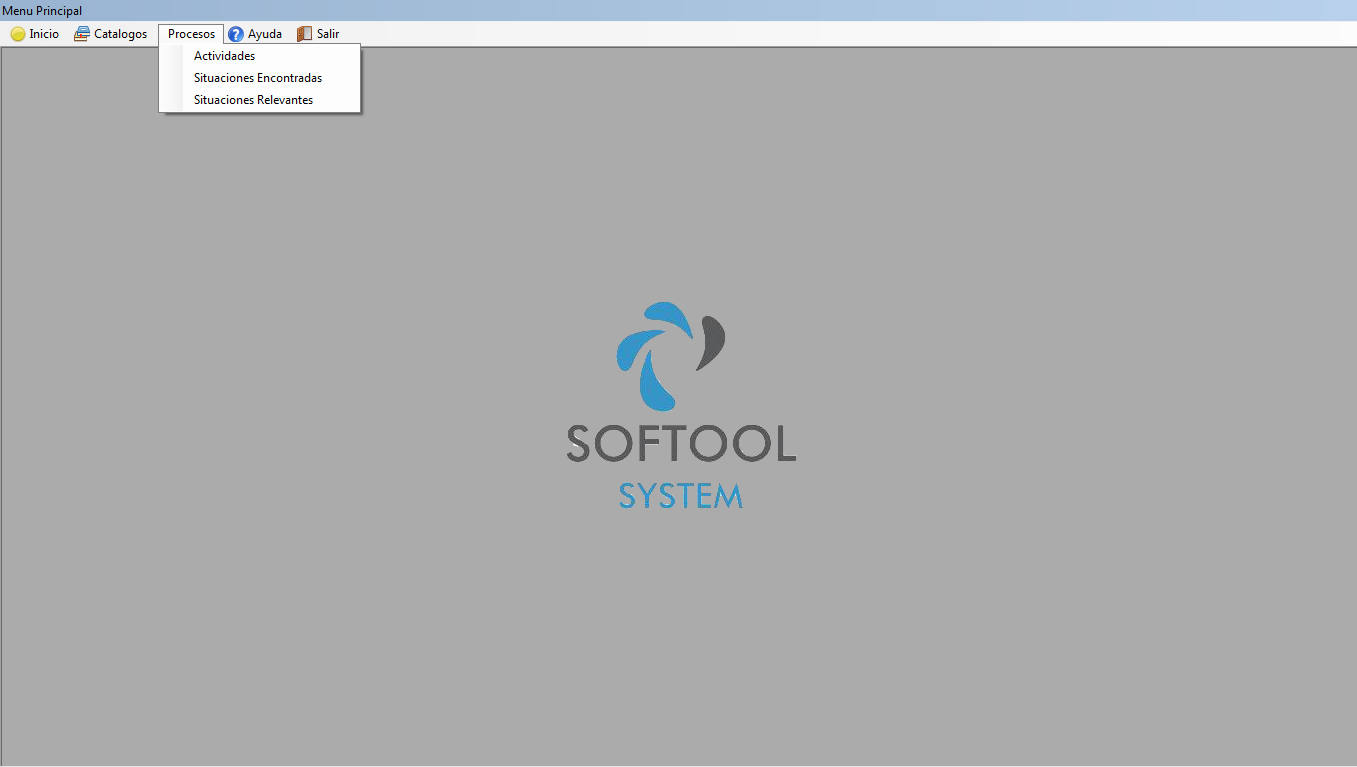 Menu Principal
Inicio Catalogos Procesos Ayuda Salir
Actividades
Situaciones Encontradas
Situaciones Relevantes
SOFTOOL
SYSTEM